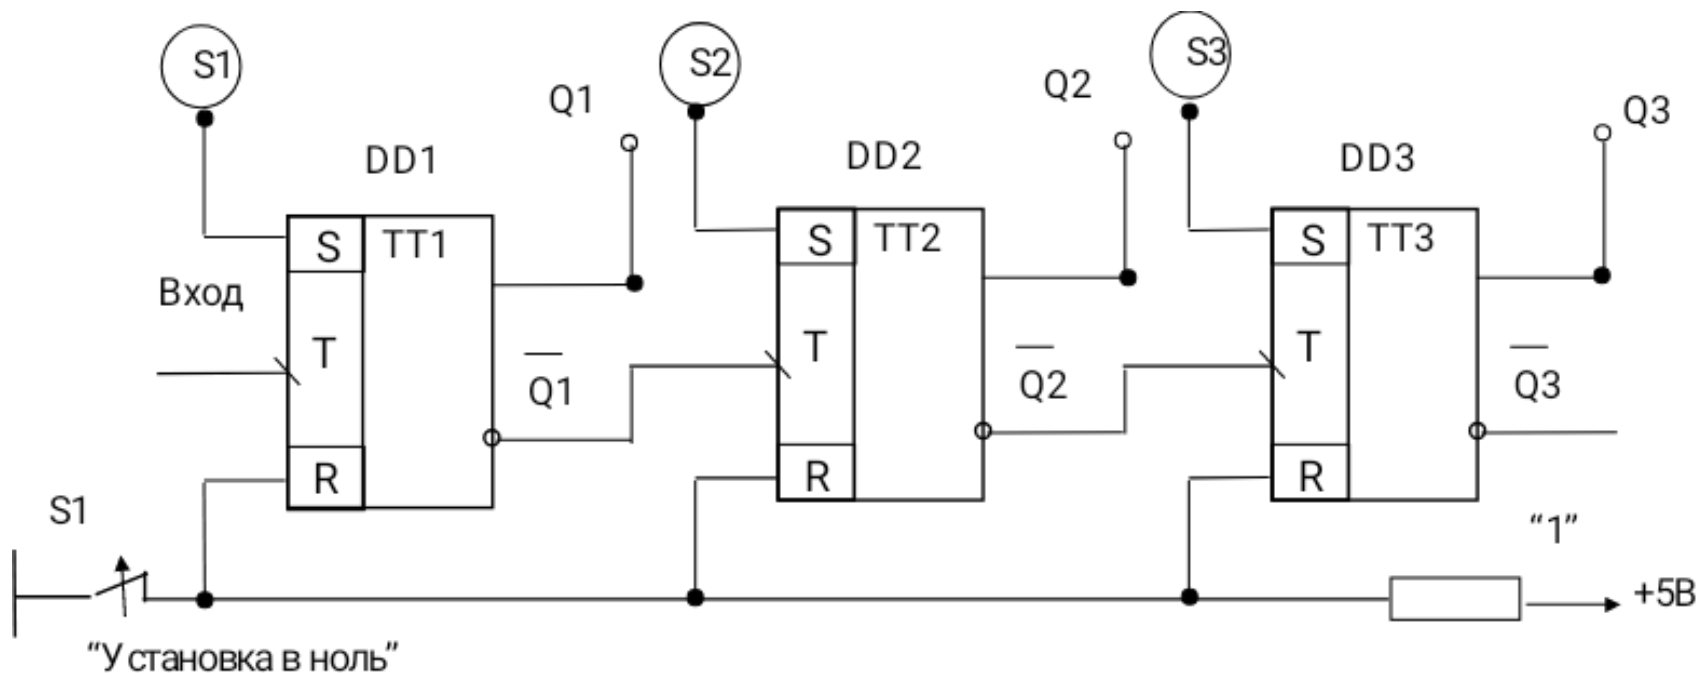 S1
S2
S3
Q1
Q2
Q3
DD1
DD2
DD3
S
TT1
S
TT2
S
TT3
Вход
T
T
T
Q1
Q2
Q3
R
R
R
S1
“1”
+5В
“Установка в ноль”